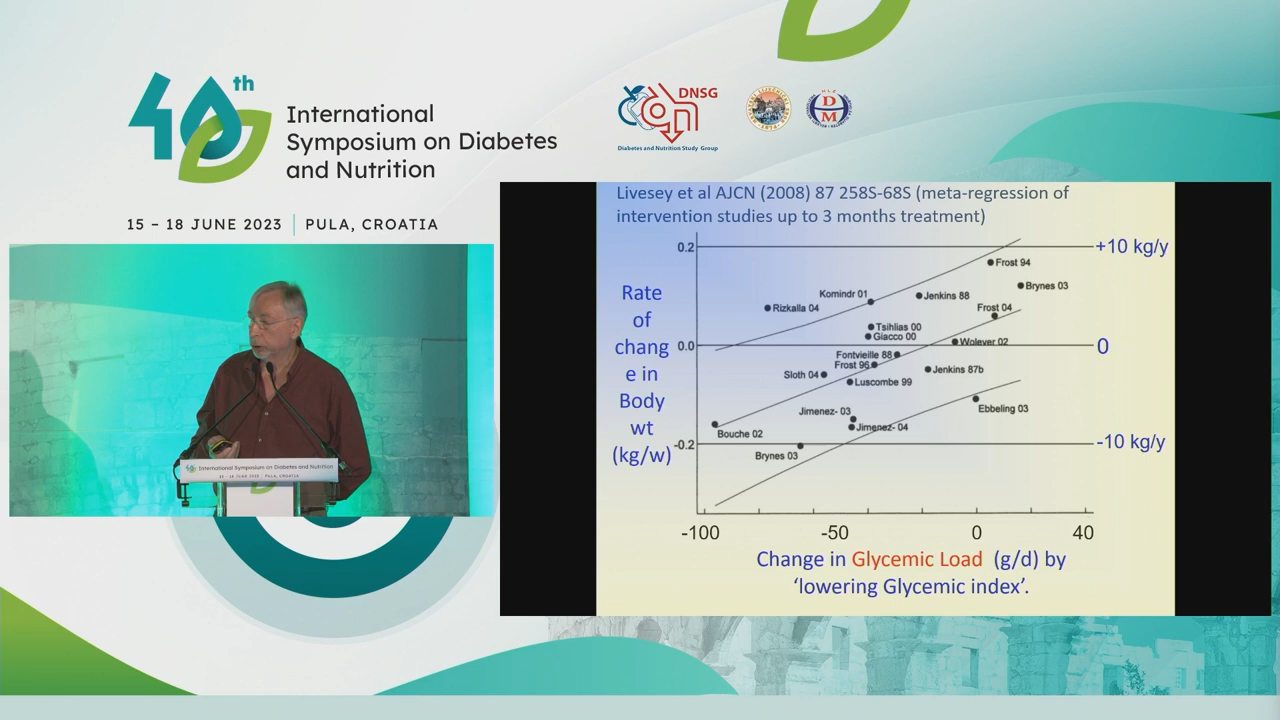 40th
International
Symposium on Diabetes
and Nutrition
15 – 18 JUNE 2023 | PULA, CROATIA
DNSG
Diabetes and Nutrition Study Group
D
M
International Symposium on Diabetes and Nutrition
15 - 18 JUNE 2023 | PULA, CROATIA
Livesey et al AJCN (2008) 87 258S-68S (meta-regression of
intervention studies up to 3 months treatment)
Rate
of
chang
e in
Body
wt
(kg/w)
0.2
0.0
-0.2
+10 kg/y
0
-10 kg/y
Frost 94
Brynes 03
Komindr 01
Jenkins 88
Rizkalla 04
Frost 04
Tsihlias 00
Giacco 00
Wolever 02
Fontvieille 88
Frost 96
Sloth 04
Jenkins 87b
Luscombe 99
Jimenez- 03
Ebbeling 03
Jimenez- 04
Bouche 02
Brynes 03
-100
-50
0
40
Change in Glycemic Load (g/d) by
‘lowering Glycemic index’.